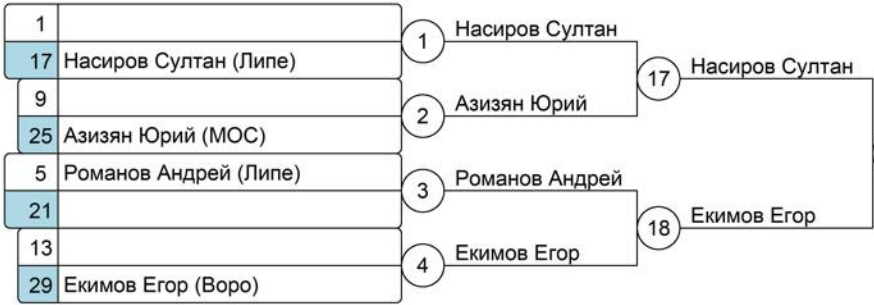 1
17 Насиров Султан (Липе)
9
25 Азизян Юрий (МОС)
5 Романов Андрей (Липе)
21
13
29 Екимов Егор (Воро)
1 Насиров Султан
2 Азизян Юрий
3 Романов Андрей
4 Екимов Егор
17 Насиров Султан
18 Екимов Егор